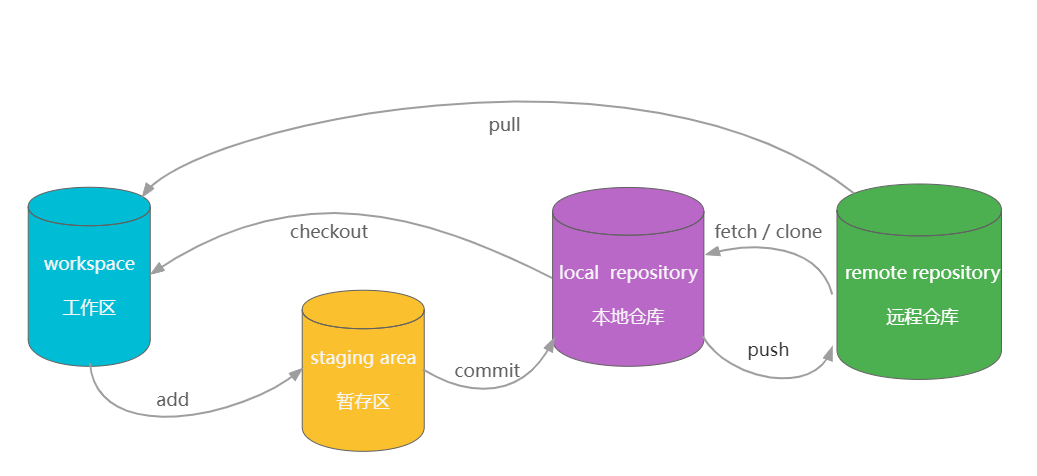 pull
checkout
fetch / clone
workspace
工作区
local repository
本地仓库
remote repository
远程仓库
staging area
暂存区
add
commit
push